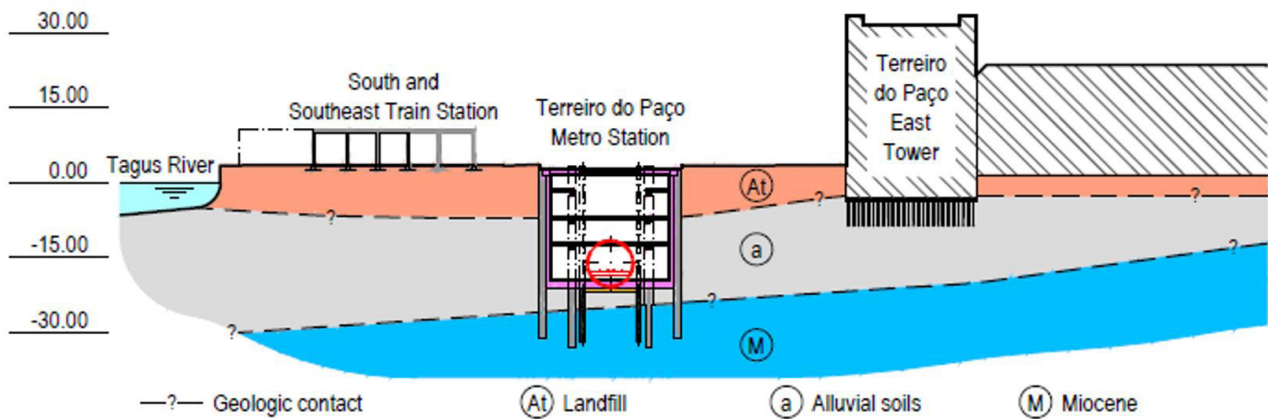 30.00
15.00
0.00
-15.00
-30.00
South and
Southeast Train Station
Terreiro do Paço
Metro Station
Terreiro
do Paço
East
Tower
Tagus River
At
a
M
?
?
?
?
?
?
?
—?— Geologic contact
At Landfill
a Alluvial soils
M Miocene